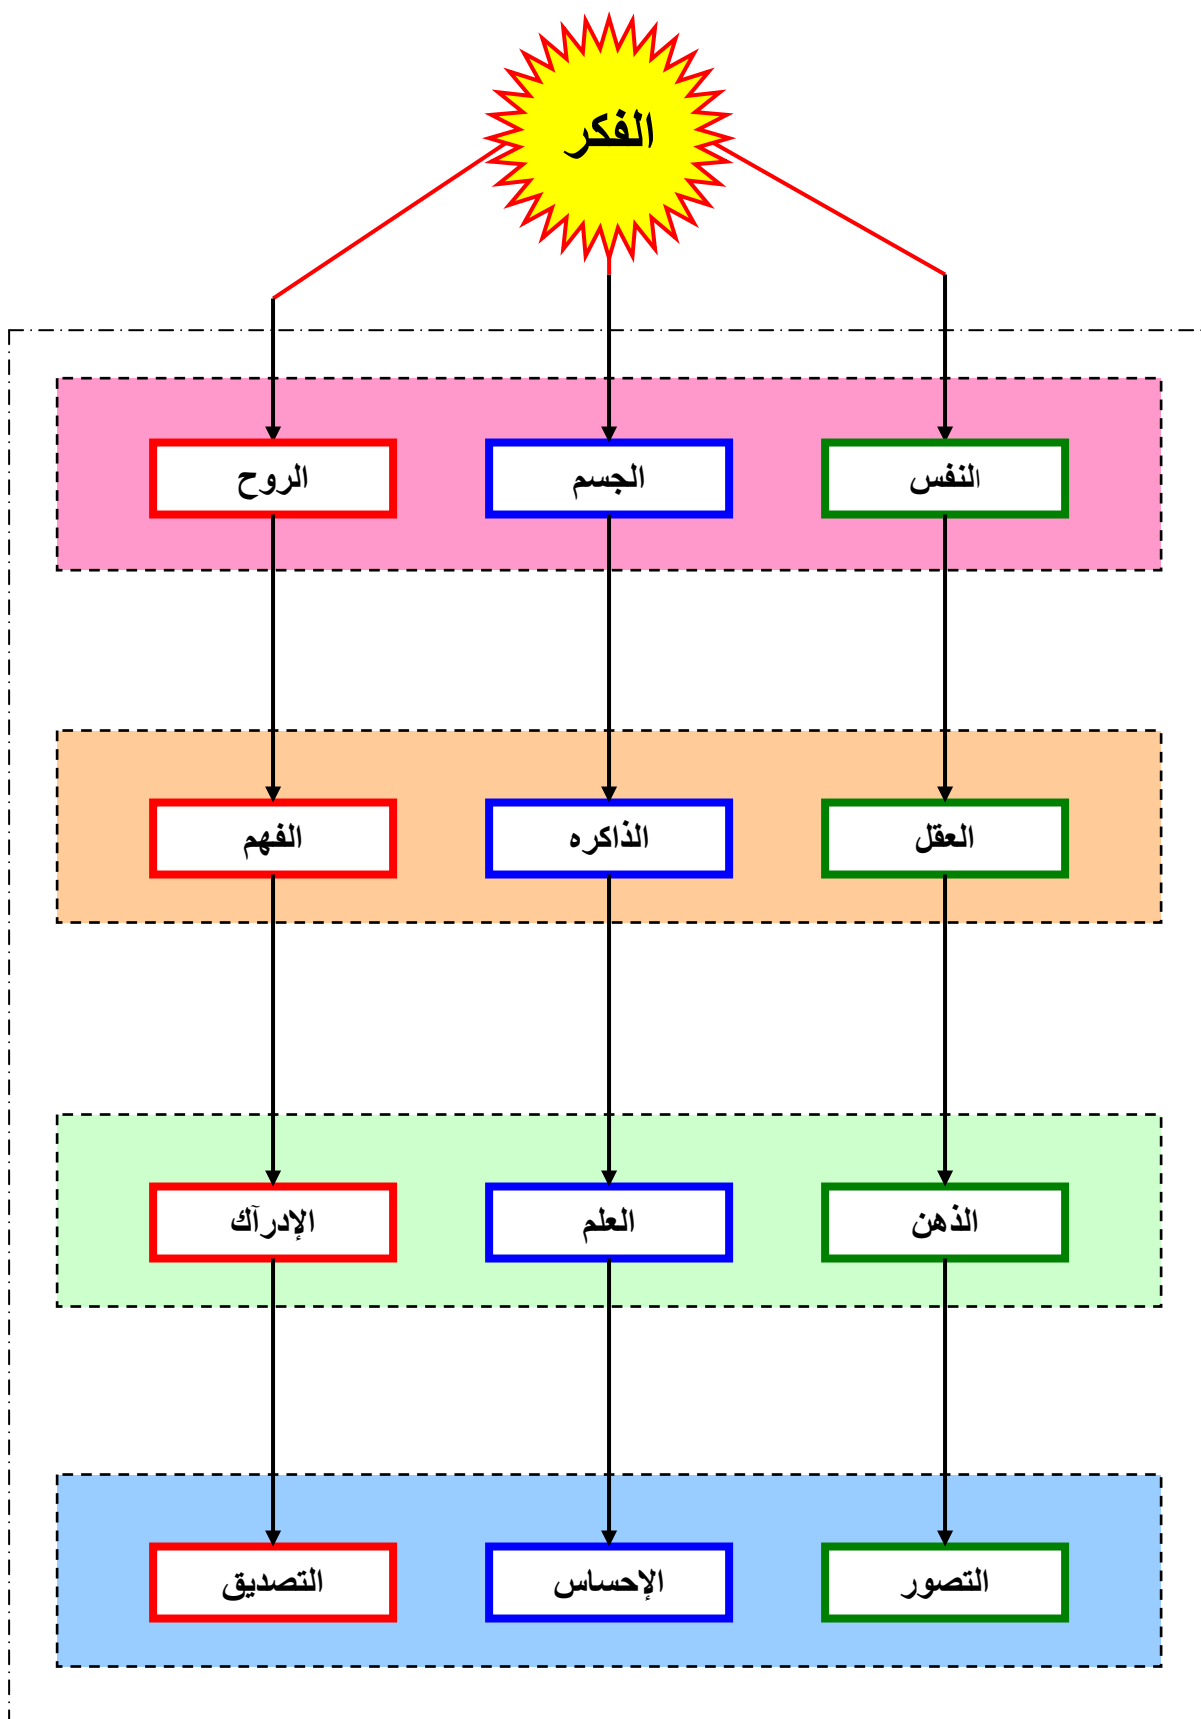 الفكر
النفس
الجسم
الروح
العقل
الذاكره
الفهم
الذهن
العلم
الإدرآك
التصور
الإحساس
التصديق